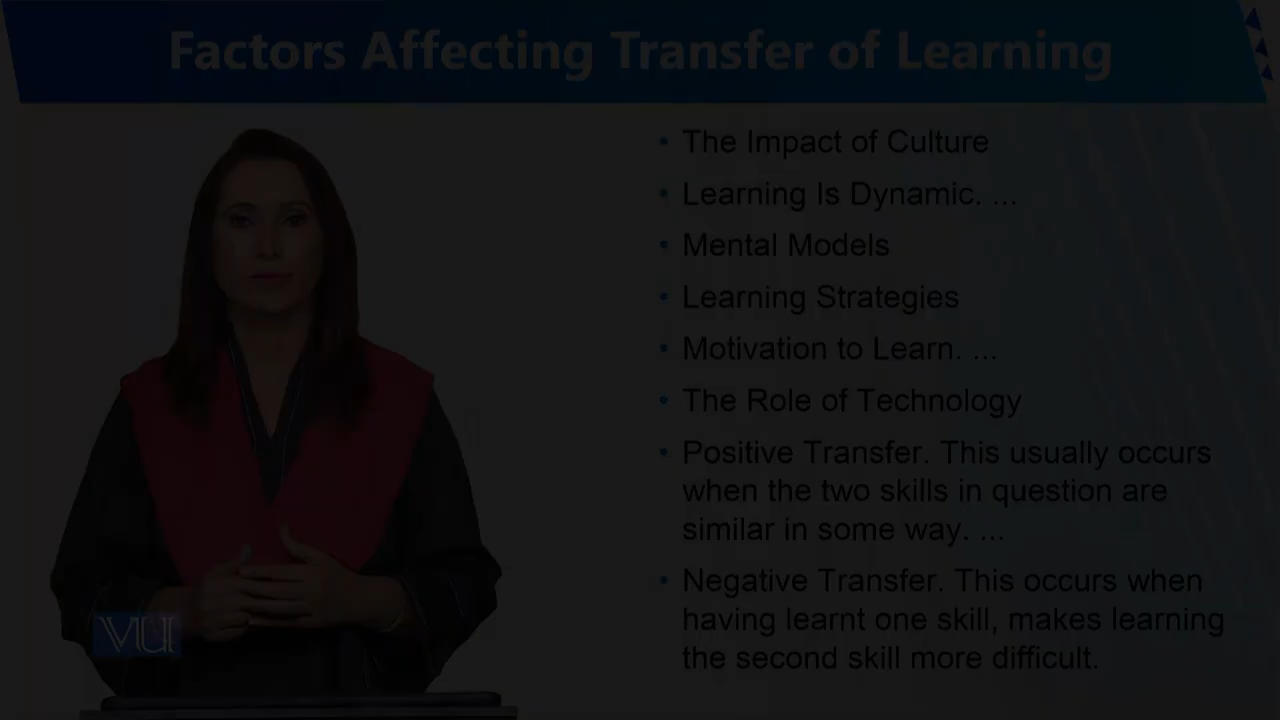 Factors Affecting Transfer of Learning
• The Impact of Culture
• Learning Is Dynamic. ...
• Mental Models
• Learning Strategies
• Motivation to Learn. ...
• The Role of Technology
• Positive Transfer. This usually occurs
when the two skills in question are
similar in some way. ...
• Negative Transfer. This occurs when
having learnt one skill, makes learning
the second skill more difficult.
VU